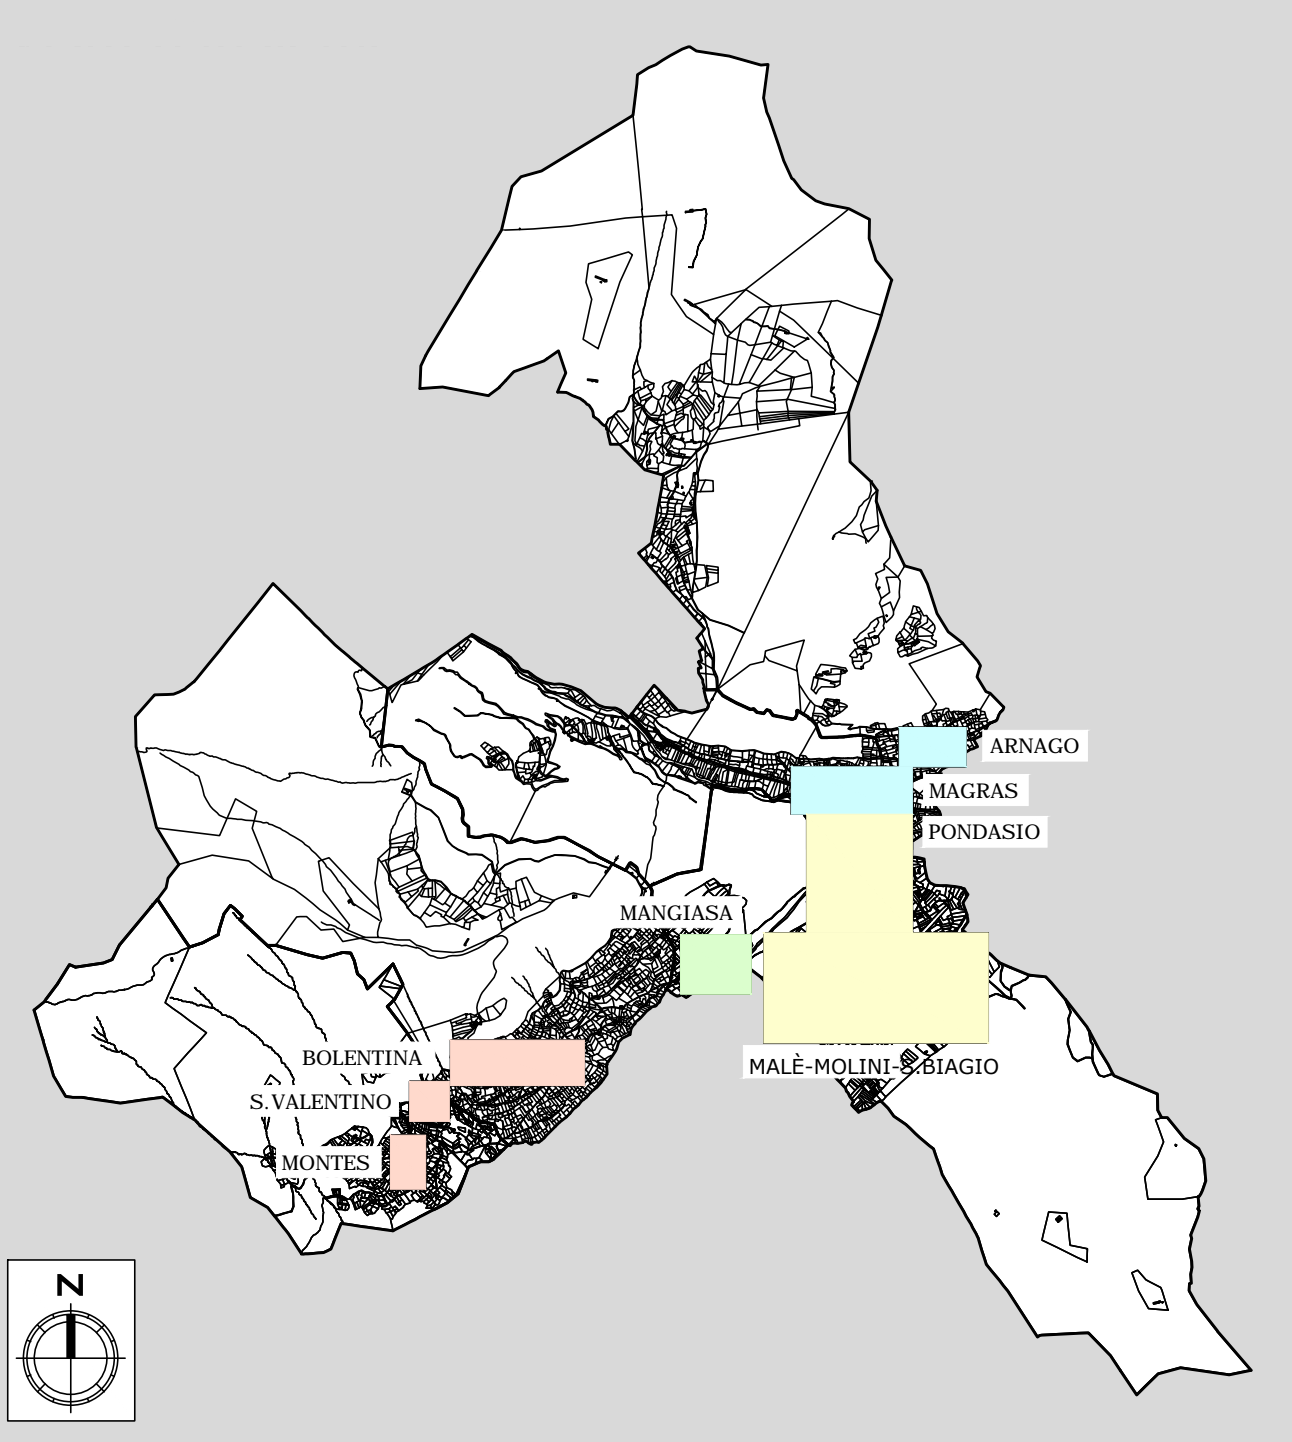 ARNAGO
MAGRAS
PONDASIO
MANGIASA
BOLENTINA
MALÈ-MOLINI-S.BIAGIO
S.VALENTINO
MONTES
N